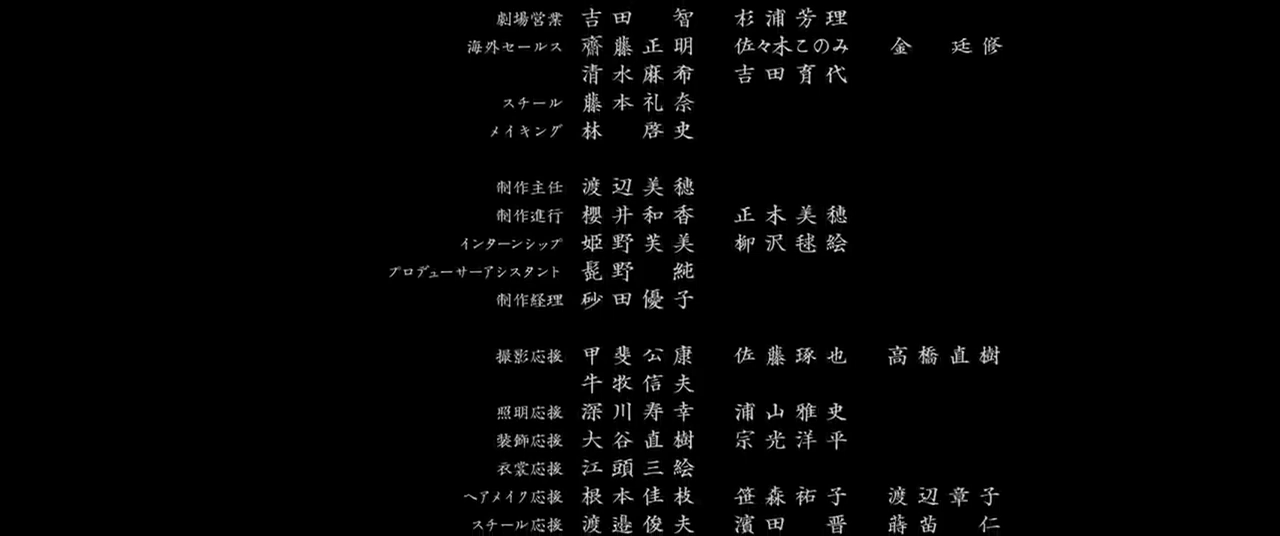 劇場営業 吉田 智 杉浦芳理
海外セールス 齋藤正明 佐々木このみ 金 廷修
清水麻希 吉田育代
スチール 藤本礼奈
メイキング 林 啓史
制作主任 渡辺美穂
制作進行 櫻井和香 正木美穂
インターンシップ 姫野芙美 柳沢毬絵
プロデューサーアシスタント 髭野 純
制作経理 砂田優子
撮影応援 甲斐公康 佐藤琢也 高橋直樹
牛牧信夫
照明応援 深川寿幸 浦山雅史
装飾応援 大谷直樹 宗光洋平
衣裳応援 江頭三絵
ヘアメイク応援 根本佳枝 笹森祐子 渡辺章子
スチール応援 渡邉俊夫 濱田 晋 蒔苗 仁